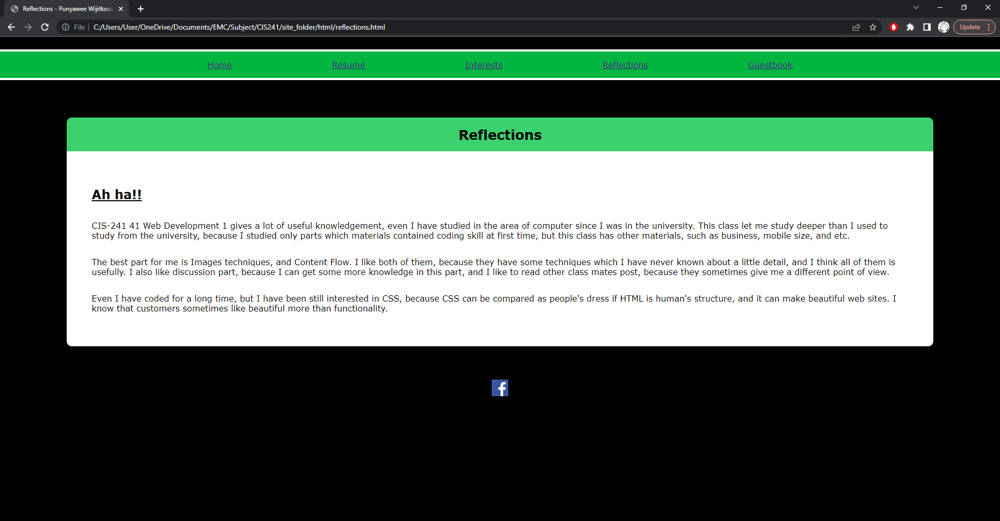 Reflections - Punyawee Wijitkosu
File
C:/Users/User/OneDrive/Documents/EMC/Subject/CIS241/site_folder/html/reflections.html
Update
Home Resume Interests Reflections Guestbook
Reflections
Ah ha!!
CIS-241 41 Web Development 1 gives a lot of useful knowledgement, even I have studied in the area of computer since I was in the university. This class let me study deeper than I used to
study from the university, because I studied only parts which materials contained coding skill at first time, but this class has other materials, such as business, mobile size, and etc.
The best part for me is Images techniques, and Content Flow. I like both of them, because they have some techniques which I have never known about a little detail, and I think all of them is
usefully. I also like discussion part, because I can get some more knowledge in this part, and I like to read other class mates post, because they sometimes give me a different point of view.
Even I have coded for a long time, but I have been still interested in CSS, because CSS can be compared as people's dress if HTML is human's structure, and it can make beautiful web sites. I
know that customers sometimes like beautiful more than functionality.
f